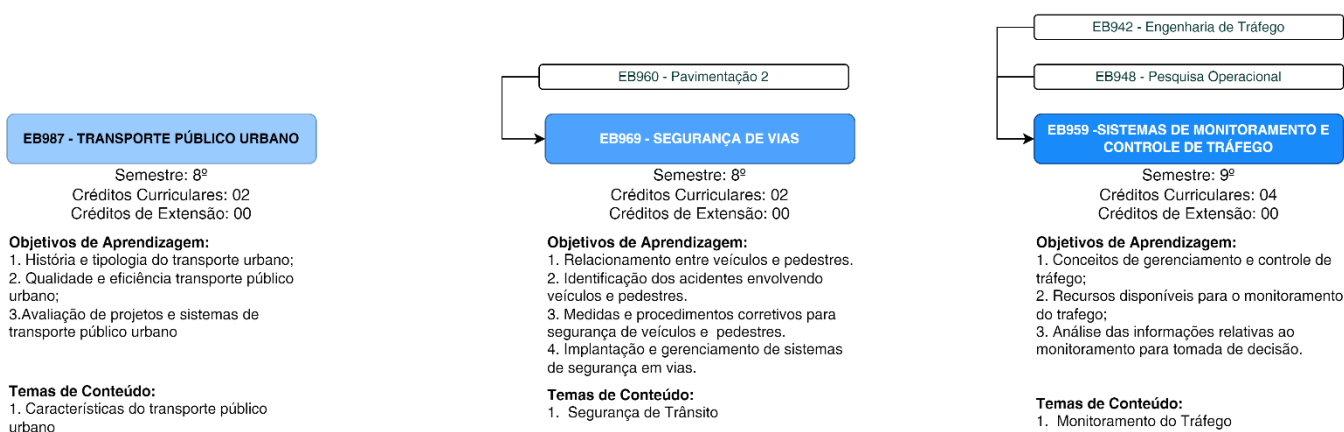 EB987 - TRANSPORTE PÚBLICO URBANO
Semestre: 8º
Créditos Curriculares: 02
Créditos de Extensão: 00
Objetivos de Aprendizagem:
1. História e tipologia do transporte urbano;
2. Qualidade e eficiência transporte público
urbano;
3.Avaliação de projetos e sistemas de
transporte público urbano
Temas de Conteúdo:
1. Características do transporte público
urbano
EB960 - Pavimentação 2
EB969 - SEGURANÇA DE VIAS
Semestre: 8º
Créditos Curriculares: 02
Créditos de Extensão: 00
Objetivos de Aprendizagem:
1. Relacionamento entre veículos e pedestres.
2. Identificação dos acidentes envolvendo
veículos e pedestres.
3. Medidas e procedimentos corretivos para
segurança de veículos e pedestres.
4. Implantação e gerenciamento de sistemas
de segurança em vias.
Temas de Conteúdo:
1. Segurança de Trânsito
EB942 - Engenharia de Tráfego
EB948 - Pesquisa Operacional
EB959 -SISTEMAS DE MONITORAMENTO E
CONTROLE DE TRÁFEGO
Semestre: 9º
Créditos Curriculares: 04
Créditos de Extensão: 00
Objetivos de Aprendizagem:
1. Conceitos de gerenciamento e controle de
tráfego;
2. Recursos disponíveis para o monitoramento
do trafego;
3. Análise das informações relativas ao
monitoramento para tomada de decisão.
Temas de Conteúdo:
1. Monitoramento do Tráfego